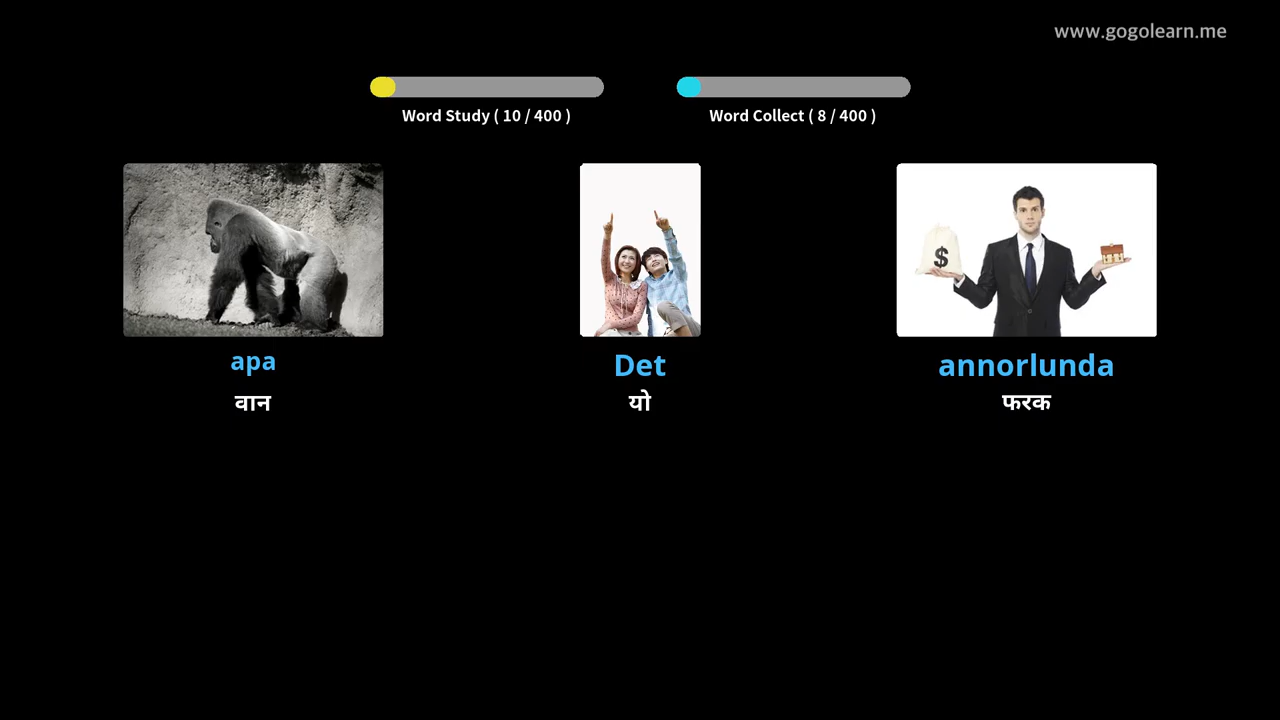 www.gogolearn.me
Word Study ( 10 / 400 )
Word Collect ( 8 / 400 )
$
apa
वान
Det
यो
annorlunda
फरक